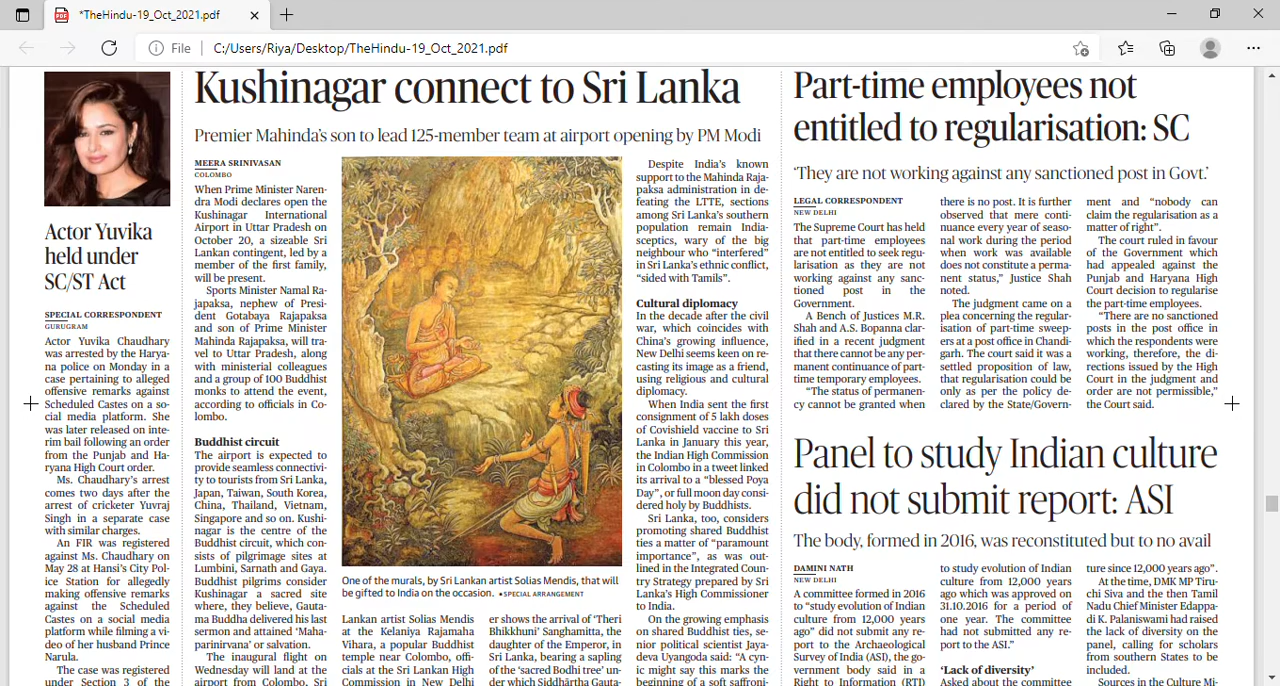 *TheHindu-19_Oct_2021.pdf
File
C:/Users/Riya/Desktop/TheHindu-19_Oct_2021.pdf
Actor Yuvika
held under
SC/ST Act
SPECIAL CORRESPONDENT
GURUGRAM
Actor Yuvika Chaudhary
was arrested by the Harya-
na police on Monday in a
case pertaining to alleged
offensive remarks against
Scheduled Castes on a so-
cial media platform. She
was later released on inte-
rim bail following an order
from the Punjab and Ha-
ryana High Court order.
Ms. Chaudhary's arrest
comes two days after the
arrest of cricketer Yuvraj
Singh in a separate case
with similar charges.
An FIR was registered
against Ms. Chaudhary on
May 28 at Hansi's City Pol-
ice Station for allegedly
making offensive remarks
against the Scheduled
Castes on a social media
platform while filming a vi-
deo of her husband Prince
Narula.
The case was registered
under Section 3 of the
Kushinagar connect to Sri Lanka
Premier Mahinda's son to lead 125-member team at airport opening by PM Modi
MEERA SRINIVASAN
COLOMBO
When Prime Minister Naren-
dra Modi declares open the
Kushinagar International
Airport in Uttar Pradesh on
October 20, a sizeable Sri
Lankan contingent, led by a
member of the first family,
will be present.
Sports Minister Namal Ra-
japaksa, nephew of Presi-
dent Gotabaya Rajapaksa
and son of Prime Minister
Mahinda Rajapaksa, will tra-
vel to Uttar Pradesh, along
with ministerial colleagues
and a group of 100 Buddhist
monks to attend the event,
according to officials in Co-
lombo.
Buddhist circuit
The airport is expected to
provide seamless connectivi-
ty to tourists from Sri Lanka,
Japan, Taiwan, South Korea,
China, Thailand, Vietnam,
Singapore and so on. Kushi-
nagar is the centre of the
Buddhist circuit, which con-
sists of pilgrimage sites at
Lumbini, Sarnath and Gaya.
Buddhist pilgrims consider
Kushinagar a sacred site
where, they believe, Gauta-
ma Buddha delivered his last
sermon and attained 'Maha-
parinirvana' or salvation.
The inaugural flight on
Wednesday will land at the
airport from Colombo, Sri
One of the murals, by Sri Lankan artist Solias Mendis, that will
be gifted to India on the occasion. •SPECIAL ARRANGEMENT
Lankan artist Solias Mendis
at the Kelaniya Rajamaha
Vihara, a popular Buddhist
temple near Colombo, offi-
cials at the Sri Lankan High
Commission in New Delhi
er shows the arrival of 'Theri
Bhikkhuni' Sanghamitta, the
daughter of the Emperor, in
Sri Lanka, bearing a sapling
of the 'sacred Bodhi tree' un-
der which Siddhārtha Gauta-
Despite India's known
support to the Mahinda Raja-
paksa administration in de-
feating the LTTE, sections
among Sri Lanka's southern
population remain India-
sceptics, wary of the big
neighbour who "interfered"
in Sri Lanka's ethnic conflict,
"sided with Tamils".
Cultural diplomacy
In the decade after the civil
war, which coincides with
China's growing influence,
New Delhi seems keen on re-
casting its image as a friend,
using religious and cultural
diplomacy.
When India sent the first
consignment of 5 lakh doses
of Covishield vaccine to Sri
Lanka in January this year,
the Indian High Commission
in Colombo in a tweet linked
its arrival to a "blessed Poya
Day", or full moon day consi-
dered holy by Buddhists.
Sri Lanka, too, considers
promoting shared Buddhist
ties a matter of "paramount
importance", as was out-
lined in the Integrated Coun-
try Strategy prepared by Sri
Lanka's High Commissioner
to India.
On the growing emphasis
on shared Buddhist ties, se-
nior political scientist Jaya-
deva Uyangoda said: "A cyn-
ic might say this marks the
beginning of a soft saffroni-
Part-time employees not
entitled to regularisation: SC
'They are not working against any sanctioned post in Govt.'
LEGAL CORRESPONDENT
NEW DELHI
The Supreme Court has held
that part-time employees
are not entitled to seek regu-
larisation as they are not
working against any sanc-
tioned post in the
Government.
A Bench of Justices M.R.
Shah and A.S. Bopanna clar-
ified in a recent judgment
that there cannot be any per-
manent continuance of part-
time temporary employees.
"The status of permanen-
cy cannot be granted when
there is no post. It is further
observed that mere conti-
nuance every year of seaso-
nal work during the period
when work was available
does not constitute a perma-
nent status," Justice Shah
noted.
The judgment came on a
plea concerning the regular-
isation of part-time sweep-
ers at a post office in Chandi-
garh. The court said it was a
settled proposition of law,
that regularisation could be
only as per the policy de-
clared by the State/Govern-
ment and "nobody can
claim the regularisation as a
matter of right".
The court ruled in favour
of the Government which
had appealed against the
Punjab and Haryana High
Court decision to regularise
the part-time employees.
"There are no sanctioned
posts in the post office in
which the respondents were
working, therefore, the di-
rections issued by the High
Court in the judgment and
order are not permissible,"
the Court said.
Panel to study Indian culture
did not submit report: ASI
The body, formed in 2016, was reconstituted but to no avail
DAMINI NATH
NEW DELHI
A committee formed in 2016
to "study evolution of Indian
culture from 12,000 years
ago" did not submit any re-
port to the Archaeological
Survey of India (ASI), the go-
vernment body said in a
Right to Information (RTI)
to study evolution of Indian
culture from 12,000 years
ago which was approved on
31.10.2016 for a period of
one year. The committee
had not submitted any re-
port to the ASI."
'Lack of diversity'
Asked about the committee
ture since 12,000 years ago".
At the time, DMK MP Tiru-
chi Siva and the then Tamil
Nadu Chief Minister Edappa-
di K. Palaniswami had raised
the lack of diversity on the
panel, calling for scholars
from southern States to be
included.
Sources in the Culture Mi-